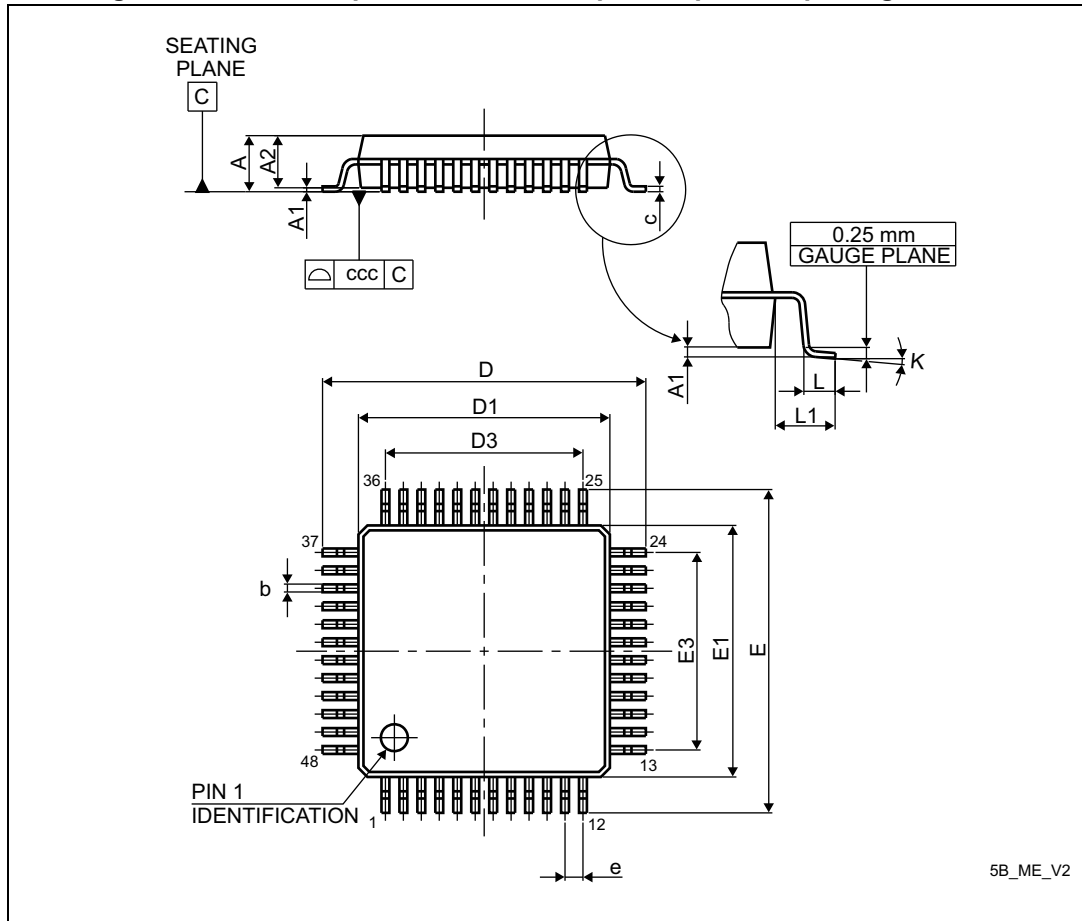 SEATING
PLANE
C
A
A2
A1
c
ccc C
0.25 mm
GAUGE PLANE
A1
K
L
L1
D
D1
D3
36
25
37
24
b
E3
E1
E
48
13
PIN 1
IDENTIFICATION
1
12
e
5B_ME_V2